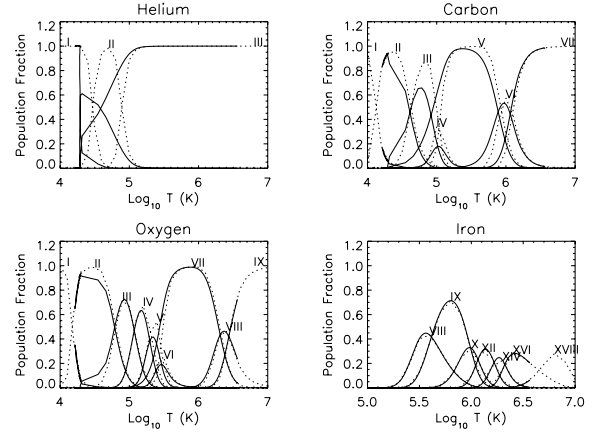 Helium
Population Fraction
1.2
1.0
0.8
0.6
0.4
0.2
0.0
I
II
III
4
5
6
7
Log10 T (K)
Carbon
Population Fraction
1.2
1.0
0.8
0.6
0.4
0.2
0.0
I
II
III
IV
V
VI
VII
4
5
6
7
Log10 T (K)
Oxygen
Population Fraction
1.2
1.0
0.8
0.6
0.4
0.2
0.0
I
II
III
IV
V
VI
VII
VIII
IX
4
5
6
7
Log10 T (K)
Iron
Population Fraction
1.2
1.0
0.8
0.6
0.4
0.2
0.0
VIII
IX
X
XII
XIV
XVI
XVIII
5.0
5.5
6.0
6.5
7.0
Log10 T (K)